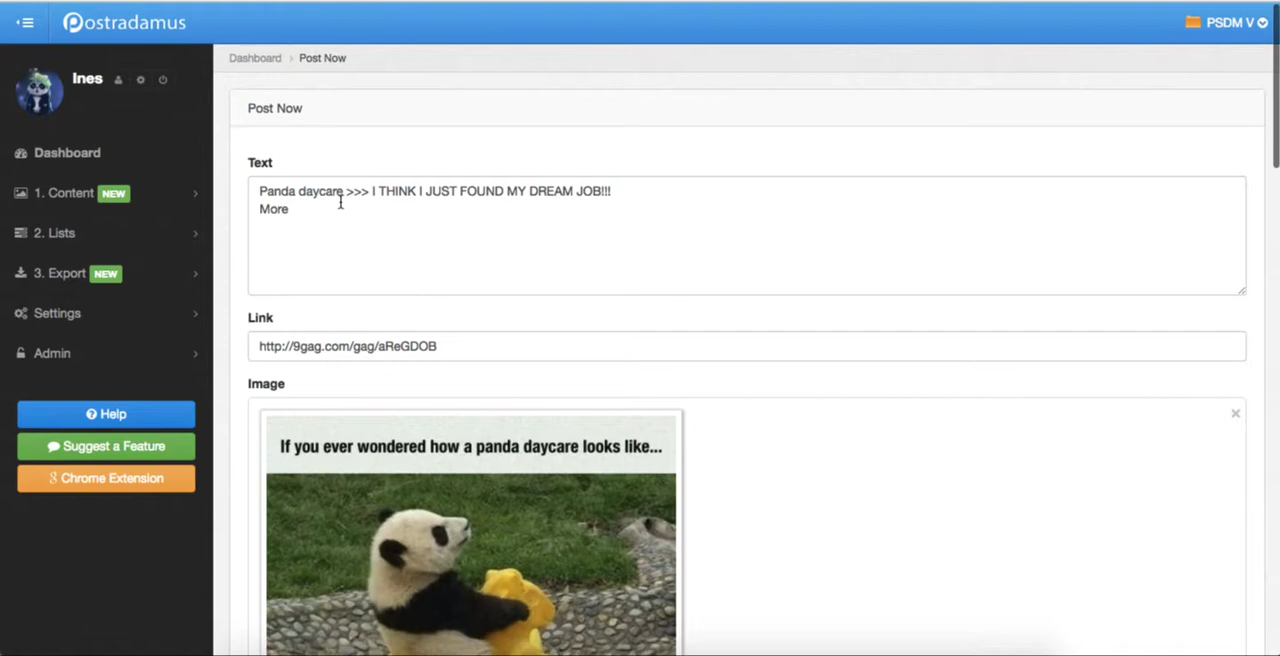 Postradamus
PSDM V
Ines
Dashboard
1. Content NEW
2. Lists
3. Export NEW
Settings
Admin
Help
Suggest a Feature
Chrome Extension
Dashboard > Post Now
Post Now
Text
Panda daycare >>> I THINK I JUST FOUND MY DREAM JOB!!!
More
Link
http://9gag.com/gag/aReGDOB
Image
If you ever wondered how a panda daycare looks like...